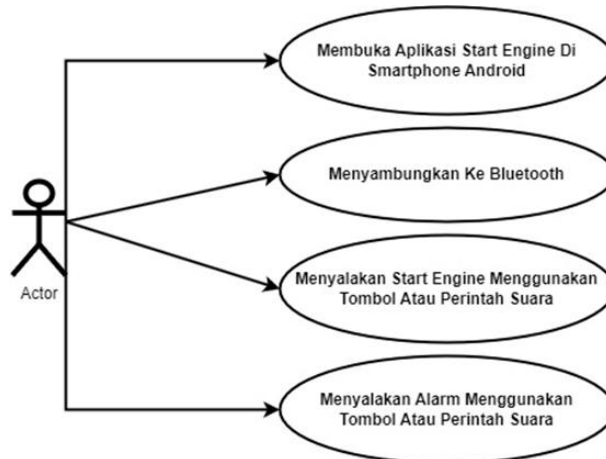 Membuka Aplikasi Start Engine Di
Smartphone Android
Menyambungkan Ke Bluetooth
Actor
Menyalakan Start Engine Menggunakan
Tombol Atau Perintah Suara
Menyalakan Alarm Menggunakan
Tombol Atau Perintah Suara